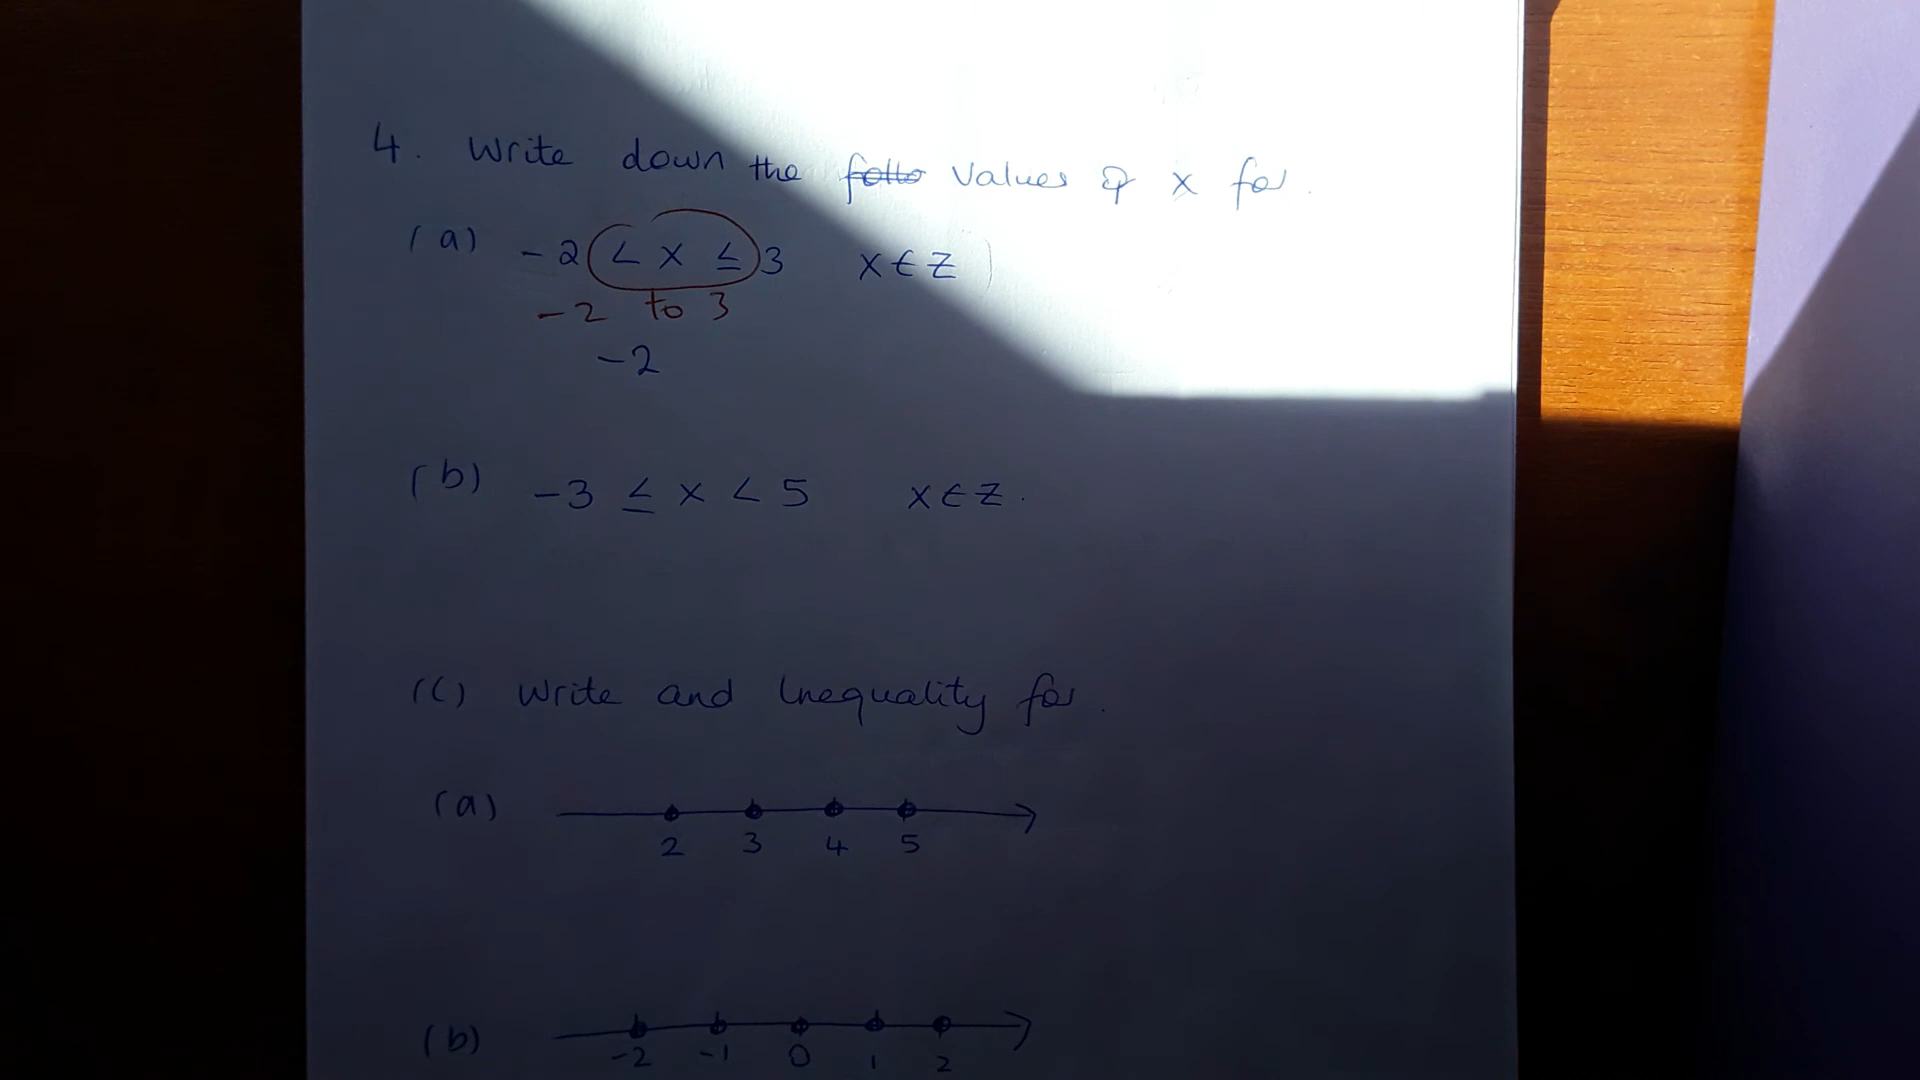 4. Write down the follo values of x for.
(a) -2 < x ≤ 3 x ∈ Z
-2 to 3
-2
(b) -3 ≤ x < 5 x ∈ Z.
(c) Write and Inequality for.
(a)
2 3 4 5
(b)
-2 -1 0 1 2